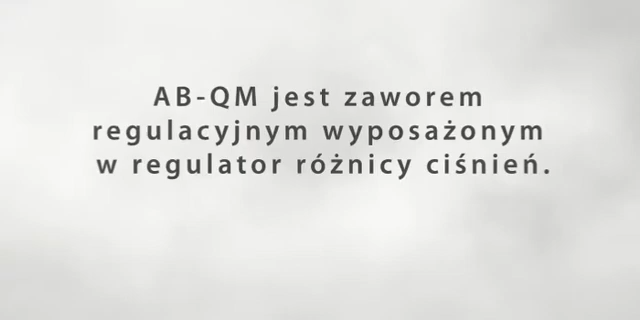 AB-QM jest zaworem
regulacyjnym wyposażonym
w regulator różnicy ciśnień.